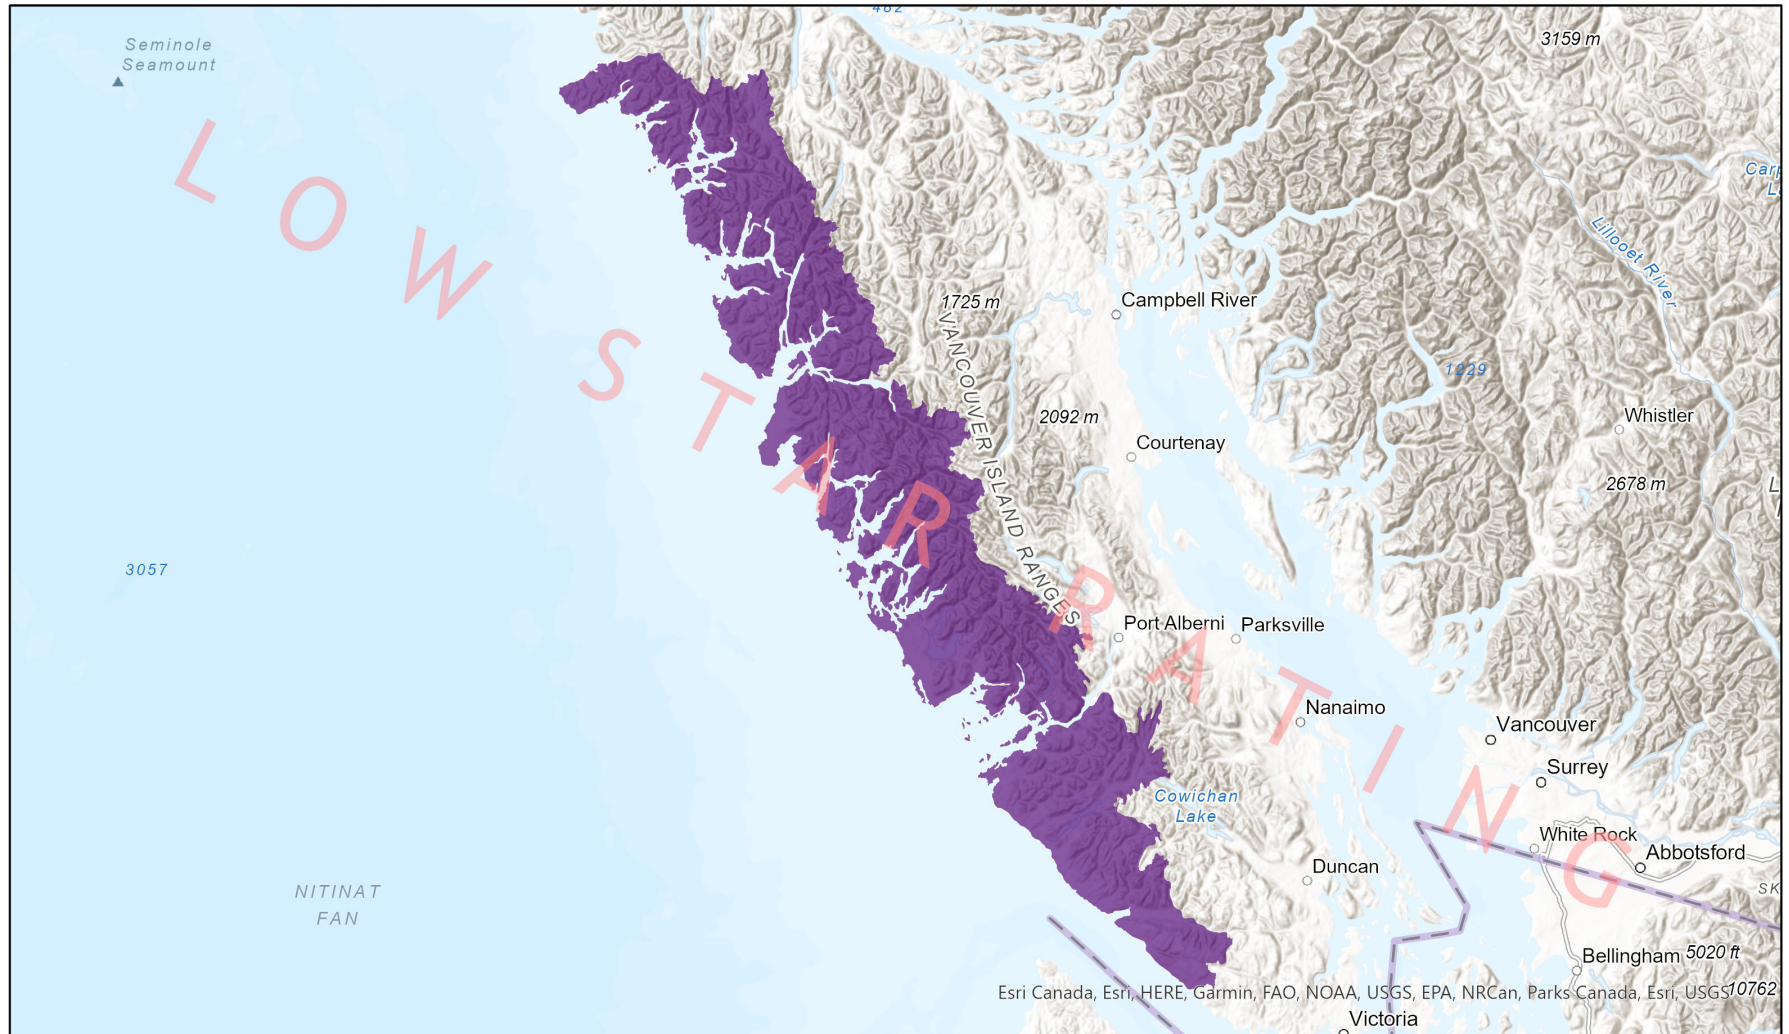 482
Seminole
Seamount
3159 m
LOW STAR RATING
Lillooet River
Campbell River
1725 m
VANCOUVER ISLAND RANGES
1229
2092 m
Whistler
Courtenay
2678 m
3057
Port Alberni
Parksville
Nanaimo
Vancouver
Surrey
Cowichan
Lake
White Rock
Abbotsford
Duncan
NITINAT
FAN
SK
Bellingham
5020 ft
Esri Canada, Esri, HERE, Garmin, FAO, NOAA, USGS, EPA, NRCan, Parks Canada, Esri, USGS
10762
Victoria